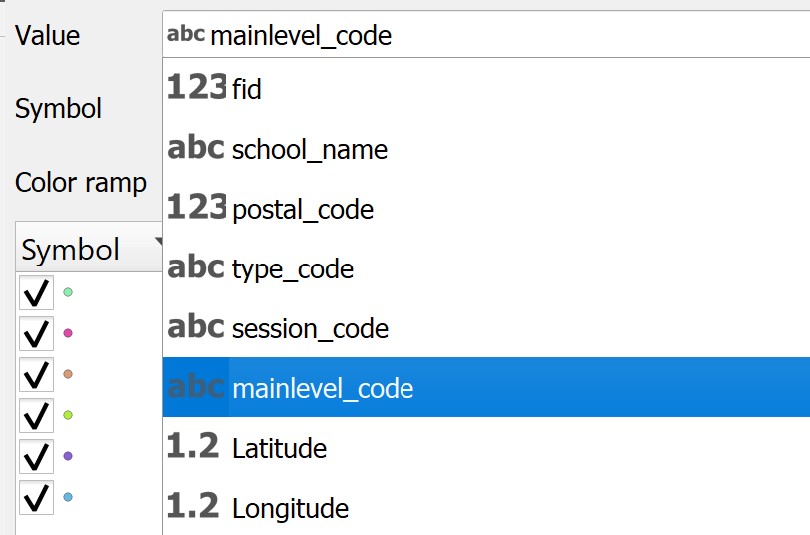 Value abc mainlevel_code
123 fid
Symbol
abc school_name
Color ramp
123 postal_code
Symbol
abc type_code
abc session_code
abc mainlevel_code
1.2 Latitude
1.2 Longitude